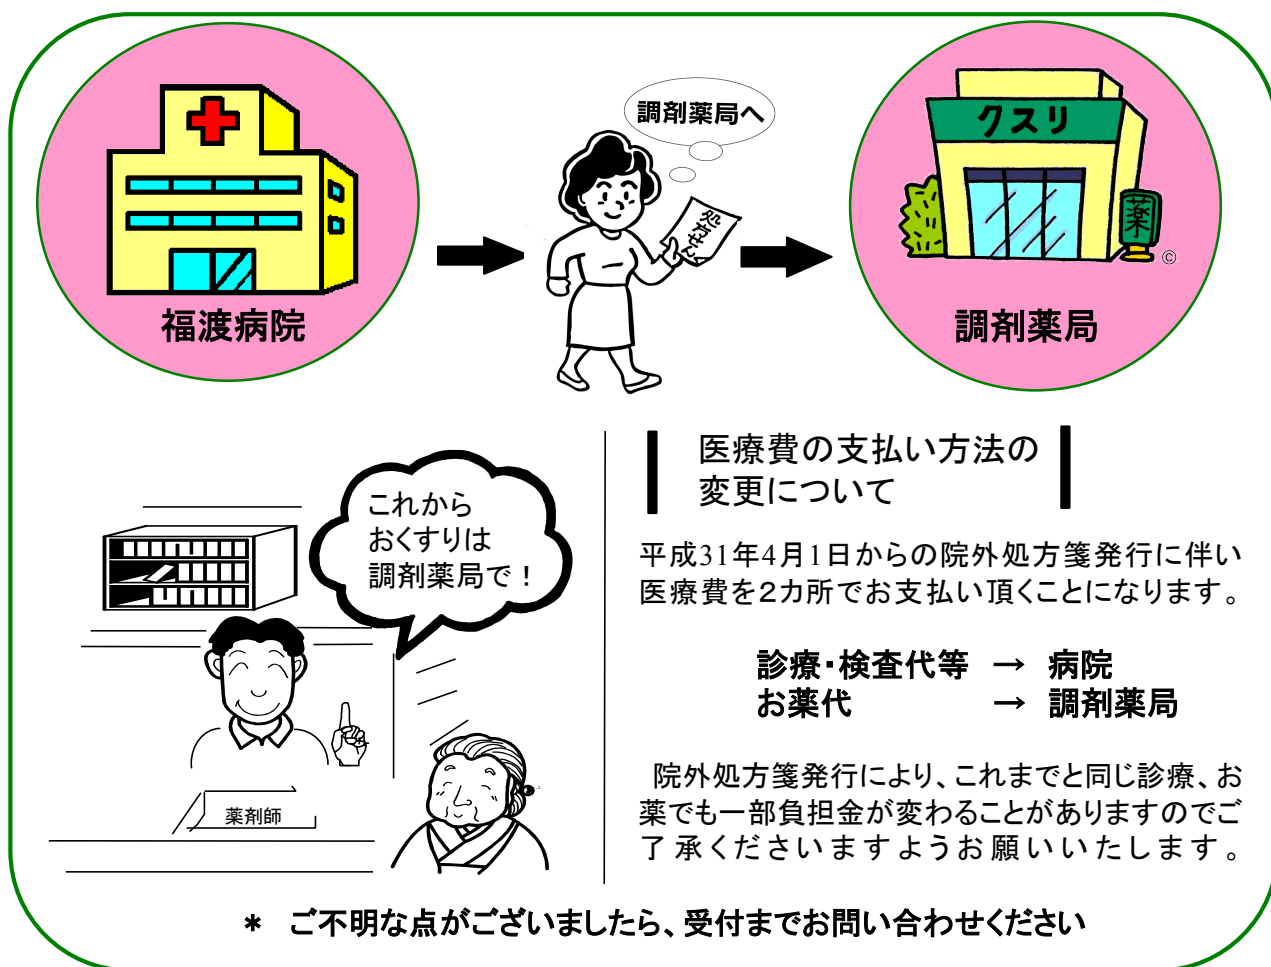 調剤薬局へ
処方せん
クスリ
薬
©
福渡病院
調剤薬局
これから
おくすりは
調剤薬局で！
薬剤師
医療費の支払い方法の
変更について
平成31年4月1日からの院外処方箋発行に伴い
医療費を２カ所でお支払い頂くことになります。
診療・検査代等 → 病院
お薬代 → 調剤薬局
院外処方箋発行により、これまでと同じ診療、お
薬でも一部負担金が変わることがありますのでご
了承くださいますようお願いいたします。
＊ ご不明な点がございましたら、受付までお問い合わせください